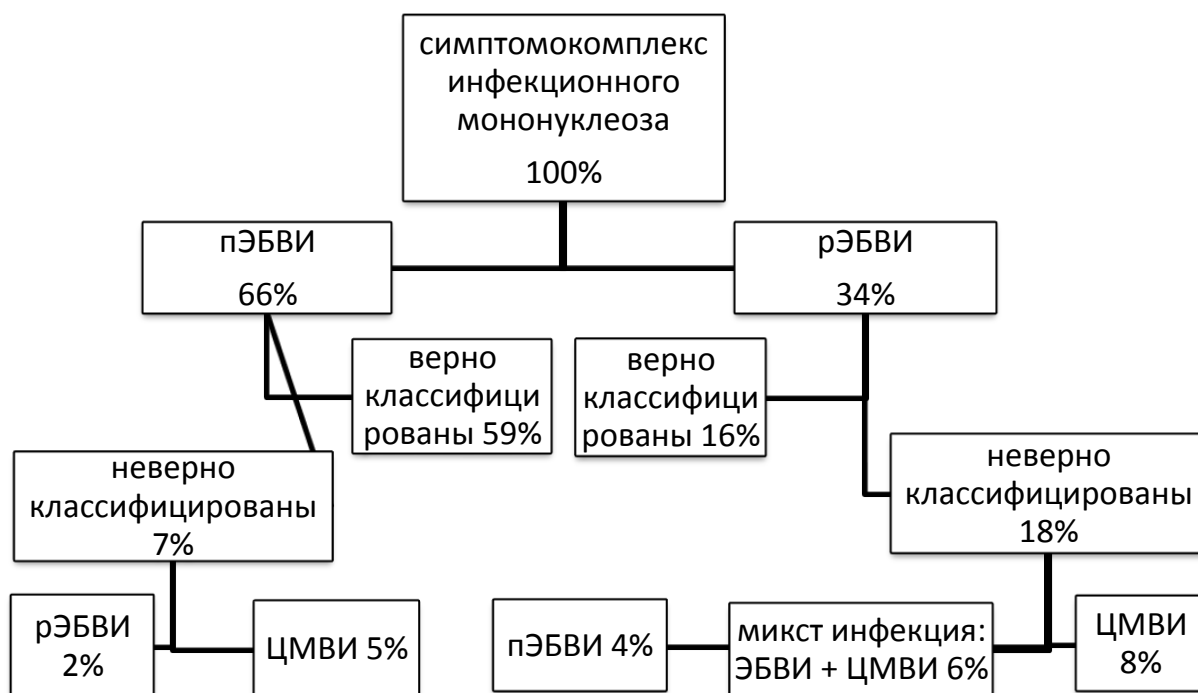 симптомокомплекс
инфекционного
мононуклеоза
100%
пЭБВИ
66%
рЭБВИ
34%
верно
классифици
рованы 59%
верно
классифици
рованы 16%
неверно
классифицированы
7%
неверно
классифицированы
18%
рЭБВИ
2%
ЦМВИ 5%
пЭБВИ 4%
микст инфекция:
ЭБВИ + ЦМВИ 6%
ЦМВИ
8%